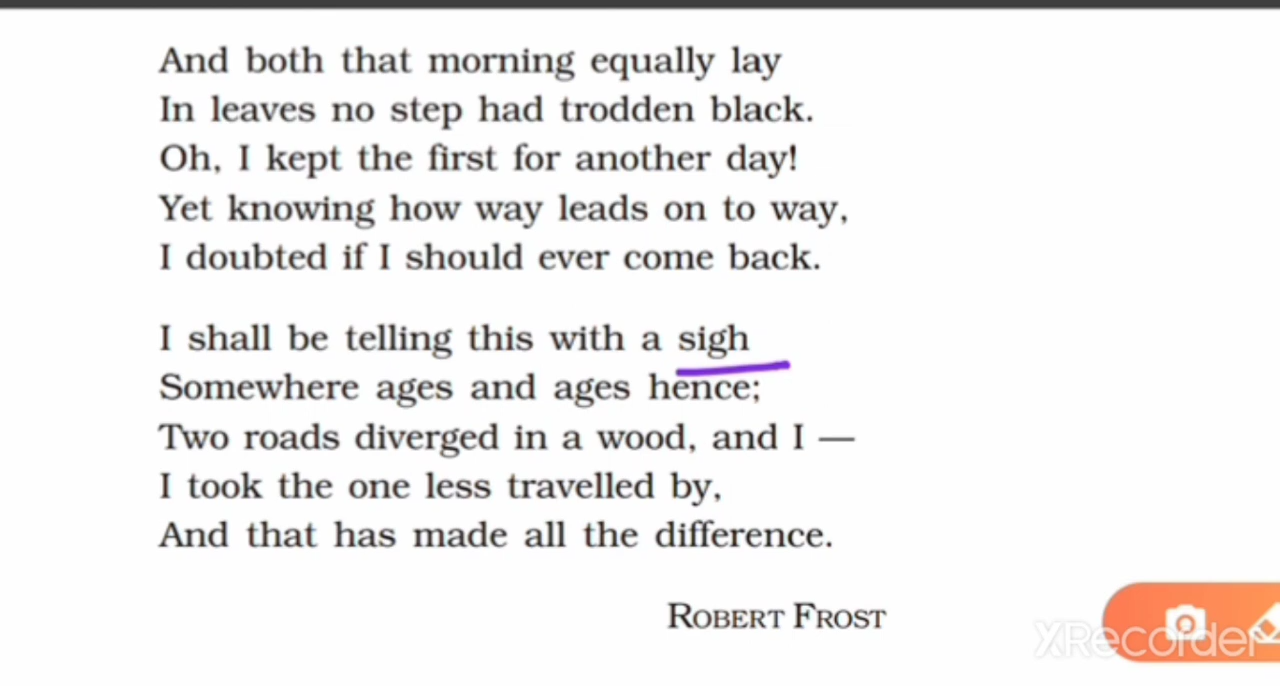 And both that morning equally lay
In leaves no step had trodden black.
Oh, I kept the first for another day!
Yet knowing how way leads on to way,
I doubted if I should ever come back.
I shall be telling this with a sigh
Somewhere ages and ages hence;
Two roads diverged in a wood, and I —
I took the one less travelled by,
And that has made all the difference.
ROBERT FROST
XRecorder